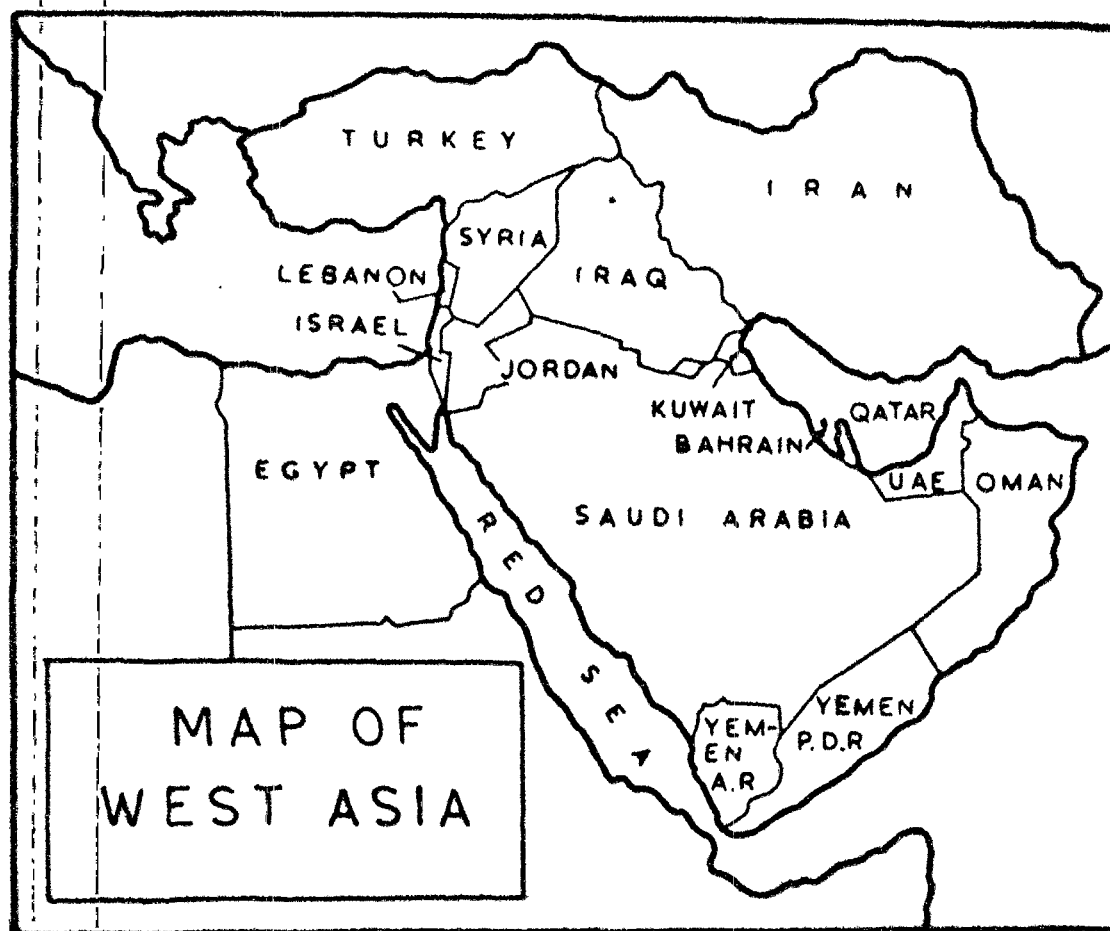 TURKEY
IRAN
SYRIA
LEBANON
IRAQ
ISRAEL
JORDAN
KUWAIT
QATAR
BAHRAIN
EGYPT
UAE
OMAN
SAUDI ARABIA
RED SEA
YEMEN
P.D.R
YEM-
EN
A.R
MAP OF
WEST ASIA